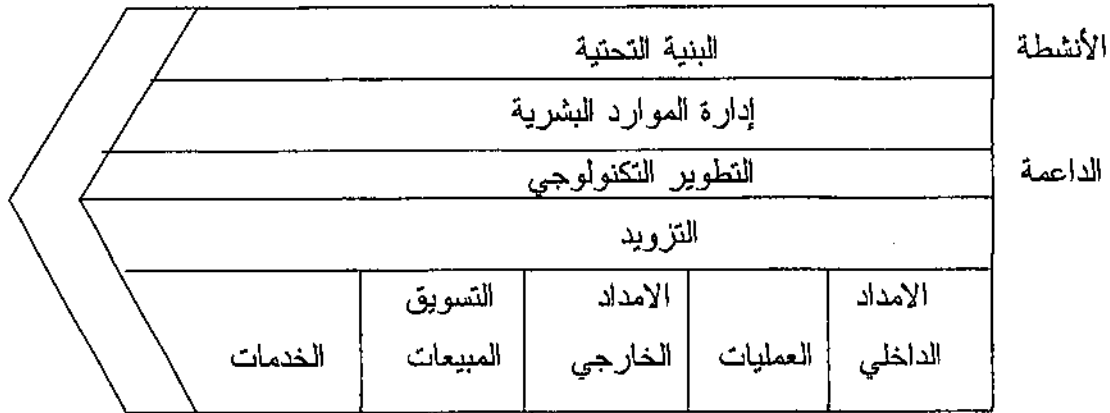 الأنشطة
البنية التحتية
إدارة الموارد البشرية
الداعمة
التطوير التكنولوجي
التزويد
الامداد
الداخلي
العمليات
الامداد
الخارجي
التسويق
المبيعات
الخدمات